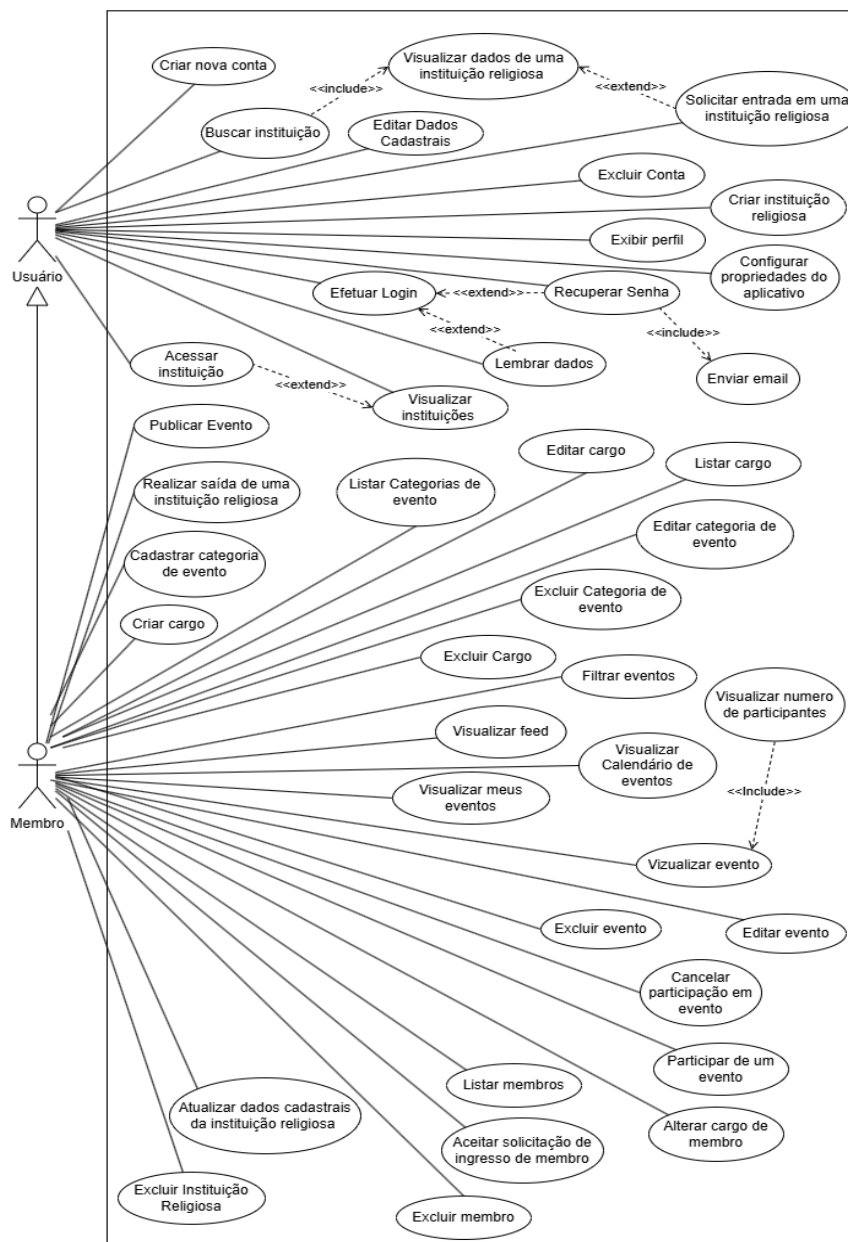 Criar nova conta
Visualizar dados de uma
instituição religiosa
<<include>>
<<extend>>
Solicitar entrada em uma
instituição religiosa
Buscar instituição
Editar Dados
Cadastrais
Excluir Conta
Criar instituição
religiosa
Exibir perfil
Usuário
Configurar
propriedades do
aplicativo
Efetuar Login
<<extend>>
Recuperar Senha
<<extend>>
<<include>>
Acessar
instituição
Lembrar dados
Enviar email
<<extend>>
Visualizar
instituições
Publicar Evento
Editar cargo
Listar cargo
Realizar saída de uma
instituição religiosa
Listar Categorias de
evento
Editar categoria de
evento
Cadastrar categoria
de evento
Excluir Categoria de
evento
Criar cargo
Excluir Cargo
Filtrar eventos
Visualizar numero
de participantes
Visualizar feed
Visualizar
Calendário de
eventos
Visualizar meus
eventos
<<Include>>
Membro
Vizualizar evento
Excluir evento
Editar evento
Cancelar
participação em
evento
Participar de um
evento
Listar membros
Atualizar dados cadastrais
da instituição religiosa
Alterar cargo de
membro
Aceitar solicitação de
ingresso de membro
Excluir Instituição
Religiosa
Excluir membro